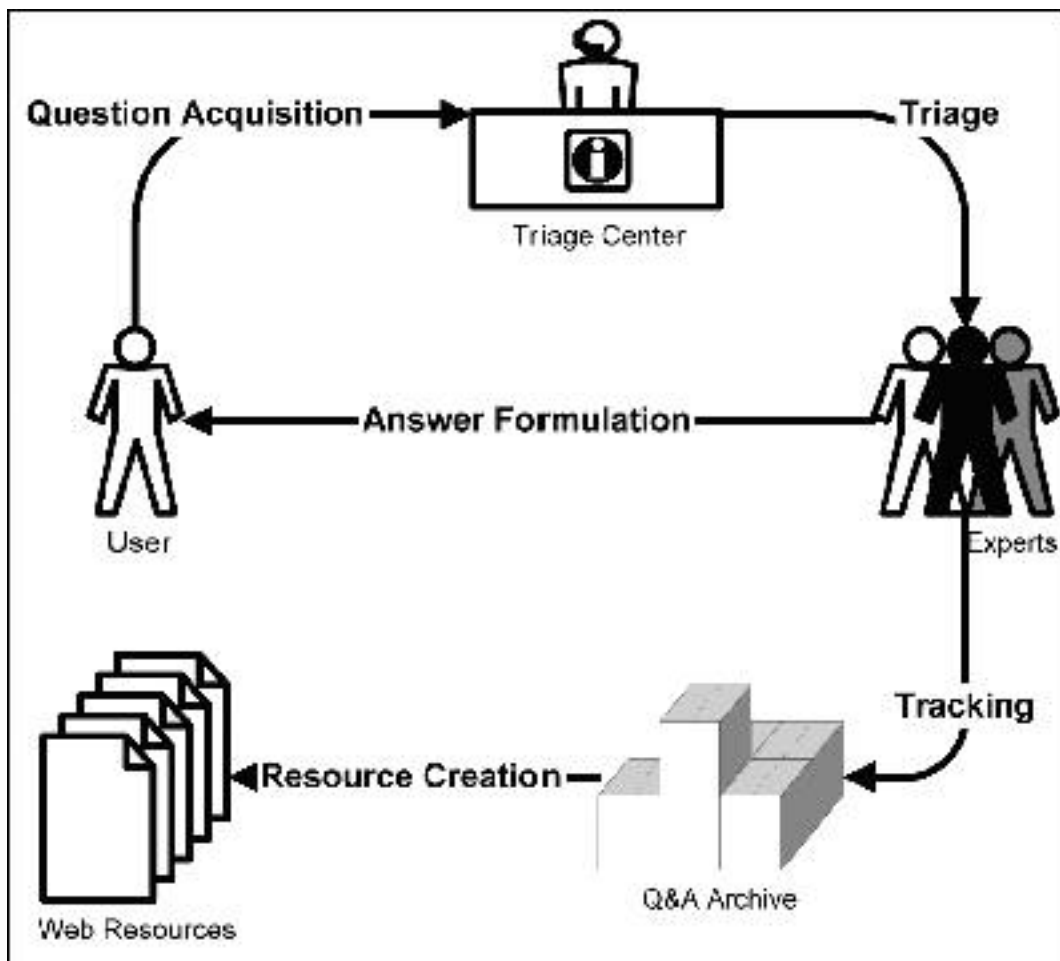 Question Acquisition
Triage
i
Triage Center
Answer Formulation
User
Experts
Tracking
Resource Creation
Q&A Archive
Web Resources